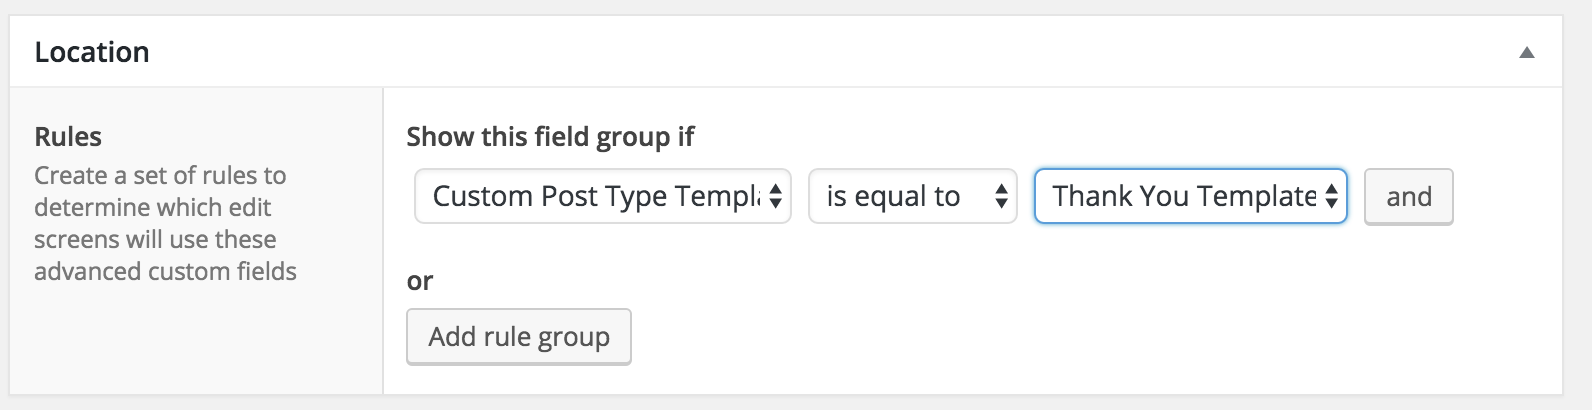 Location
Rules
Create a set of rules to
determine which edit
screens will use these
advanced custom fields
Show this field group if
Custom Post Type Templ
is equal to
Thank You Template
and
or
Add rule group